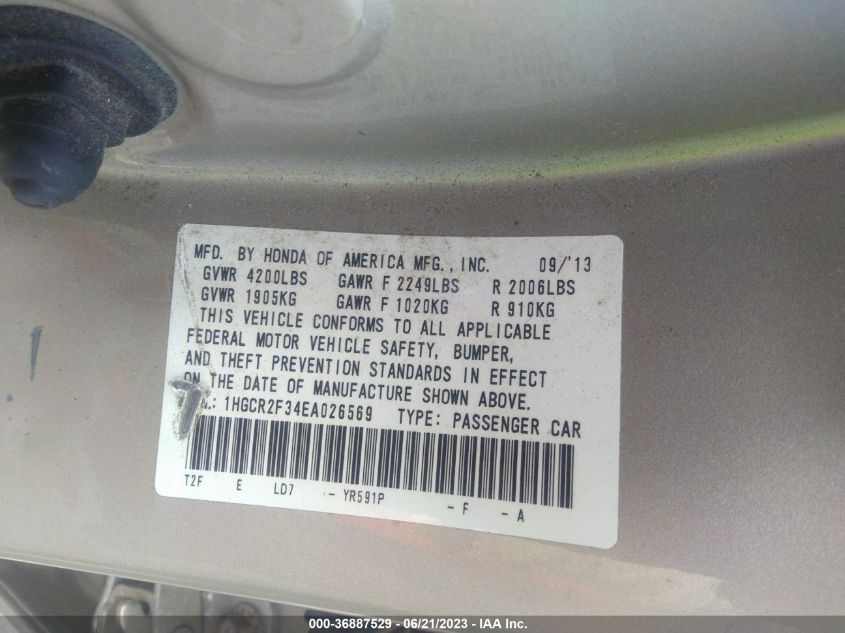 MFD. BY HONDA OF AMERICA MFG., INC. 09/'13
GVWR 4200LBS GAWR F 2249LBS R 2006LBS
GVWR 1905KG GAWR F 1020KG R 910KG
THIS VEHICLE CONFORMS TO ALL APPLICABLE
FEDERAL MOTOR VEHICLE SAFETY, BUMPER,
AND THEFT PREVENTION STANDARDS IN EFFECT
ON THE DATE OF MANUFACTURE SHOWN ABOVE.
1HGCR2F34EA026569 TYPE: PASSENGER CAR
T2F E LD7 - YR591P - F - A
000-36887529 - 06/21/2023 - IAA Inc.